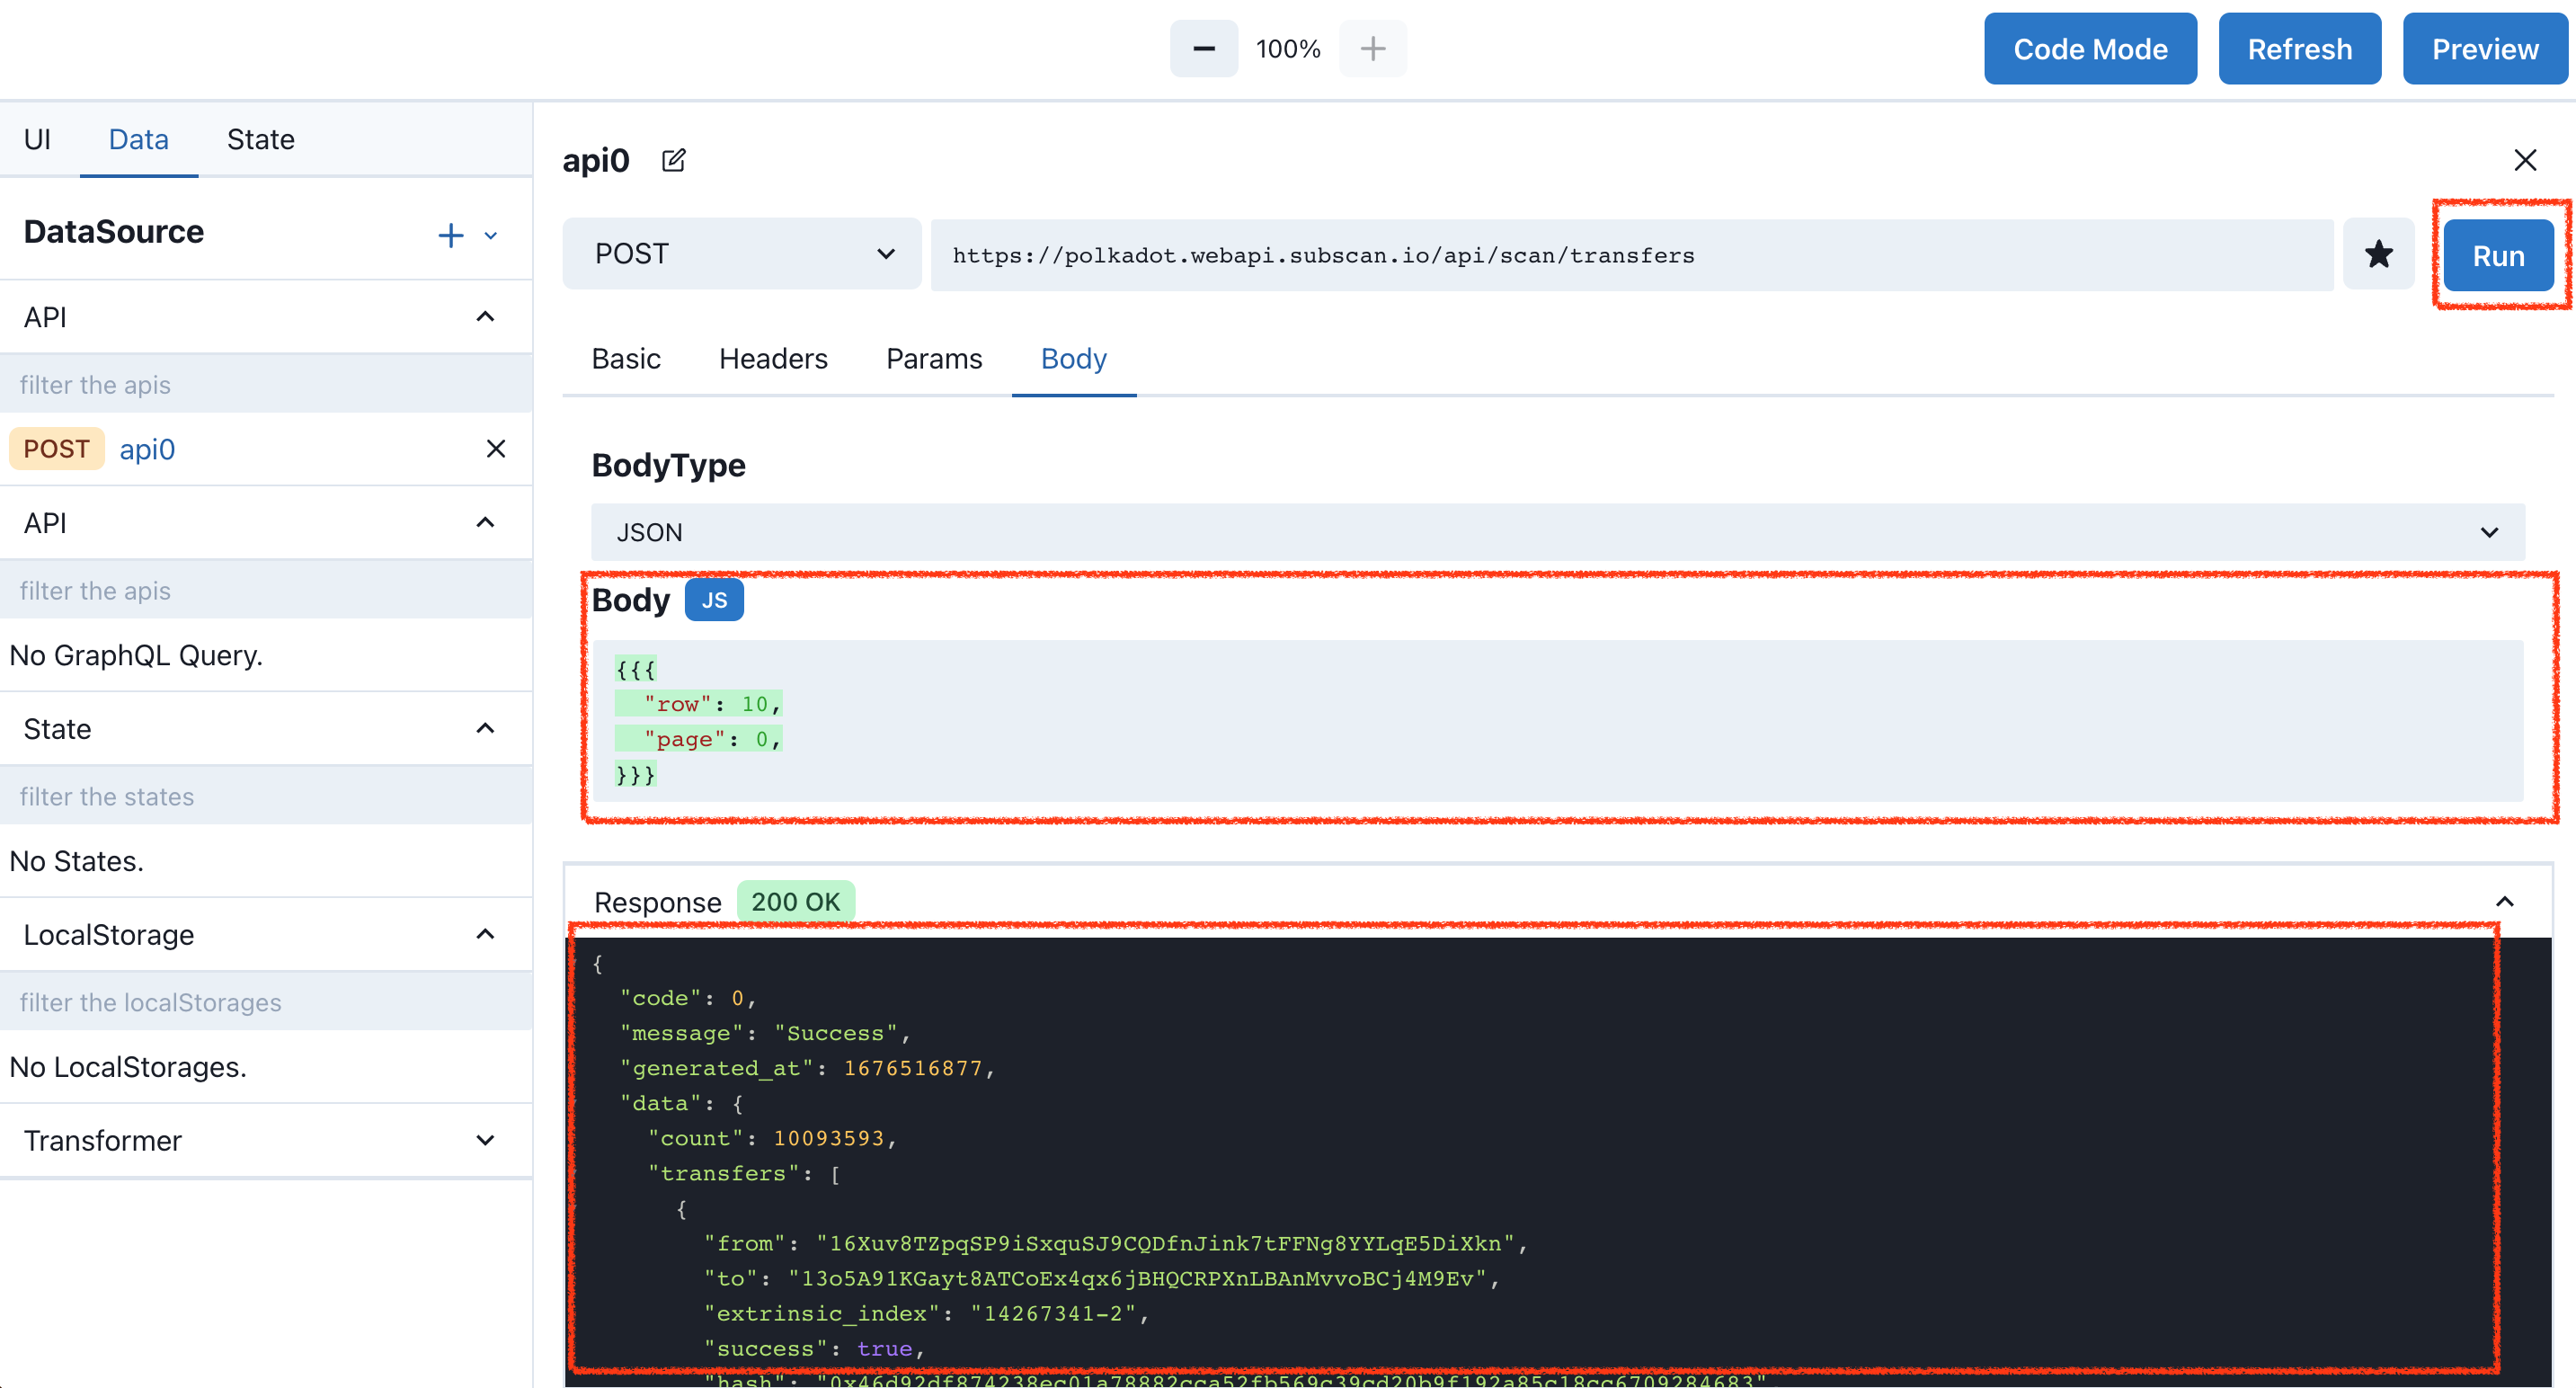 100%
Code Mode
Refresh
Preview
UI
Data
State
DataSource
API
filter the apis
POST api0
API
filter the apis
No GraphQL Query.
State
filter the states
No States.
LocalStorage
filter the localStorages
No LocalStorages.
Transformer
api0
POST
https://polkadot.webapi.subscan.io/api/scan/transfers
Run
Basic
Headers
Params
Body
BodyType
JSON
Body JS
{{{
"row": 10,
"page": 0,
}}}
Response 200 OK
{
"code": 0,
"message": "Success",
"generated_at": 1676516877,
"data": {
"count": 10093593,
"transfers": [
{
"from": "16Xuv8TZpqSP9iSxquSJ9CQDfnJink7tFFNg8YYLqE5DiXkn",
"to": "13o5A91KGayt8ATCoEx4qx6jBHQCRPXnLBAnMvvoBCj4M9Ev",
"extrinsic_index": "14267341-2",
"success": true,
"hash": "0x46d92df874238ec01a78882cca52fb569c39cd20b9f192a85c18cc6709284683"